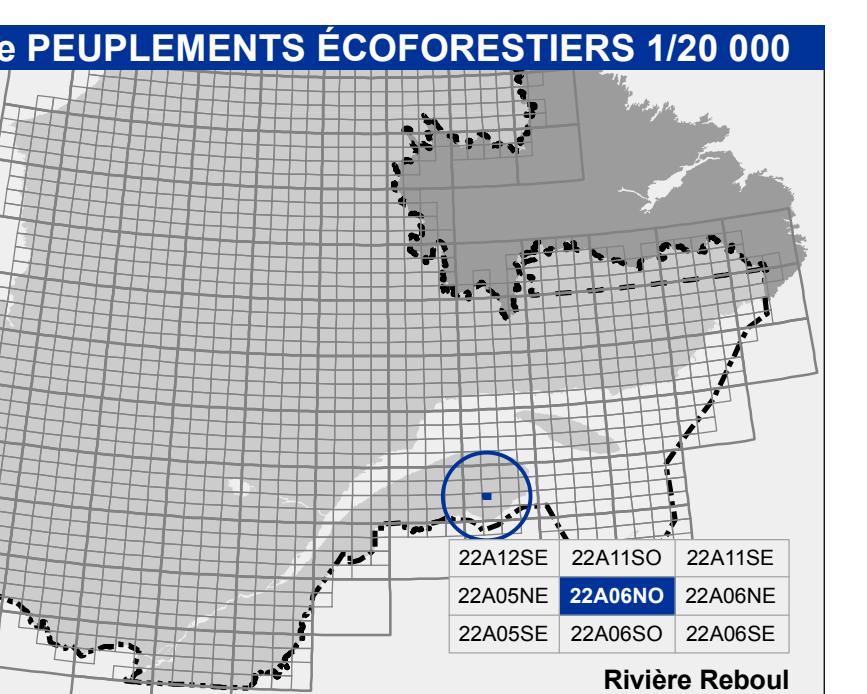 e PEUPLEMENTS ÉCOFORESTIERS 1/20 000
22A12SE 22A11SO 22A11SE
22A05NE 22A06NO 22A06NE
22A05SE 22A06SO 22A06SE
Rivière Reboul